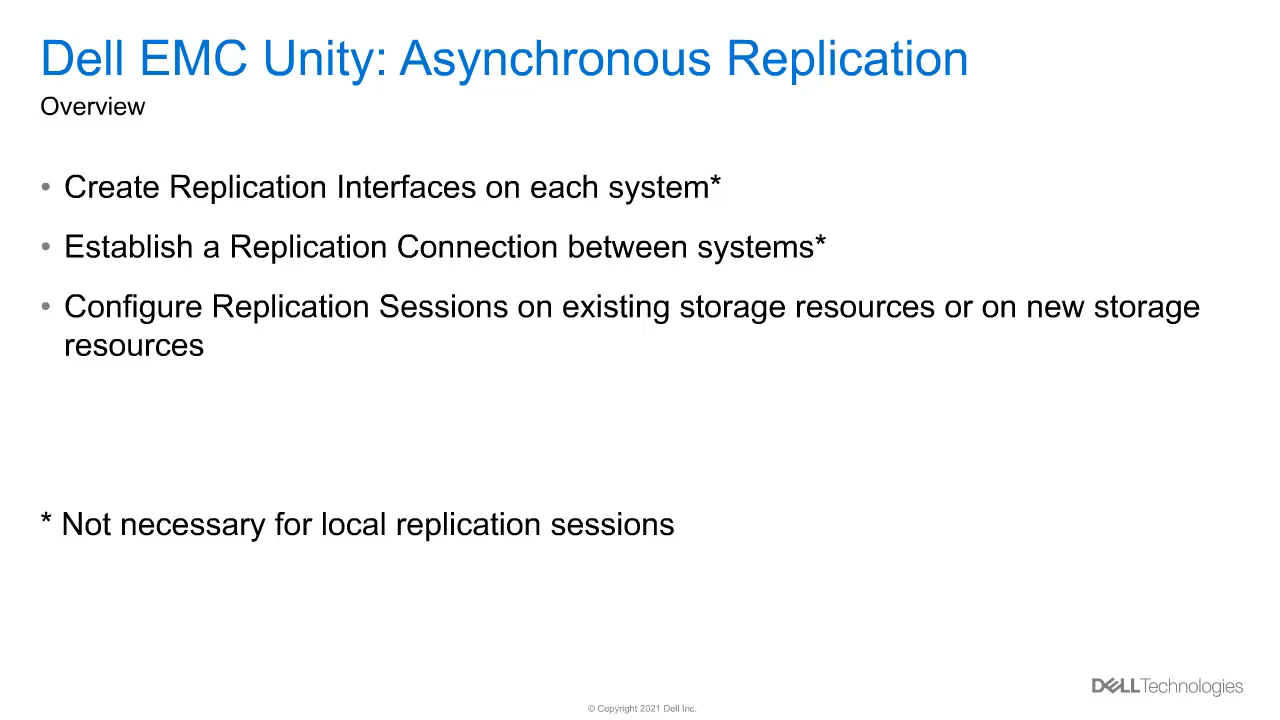 Dell EMC Unity: Asynchronous Replication
Overview
• Create Replication Interfaces on each system*
• Establish a Replication Connection between systems*
• Configure Replication Sessions on existing storage resources or on new storage
resources
* Not necessary for local replication sessions
DELLTechnologies
© Copyright 2021 Dell Inc.